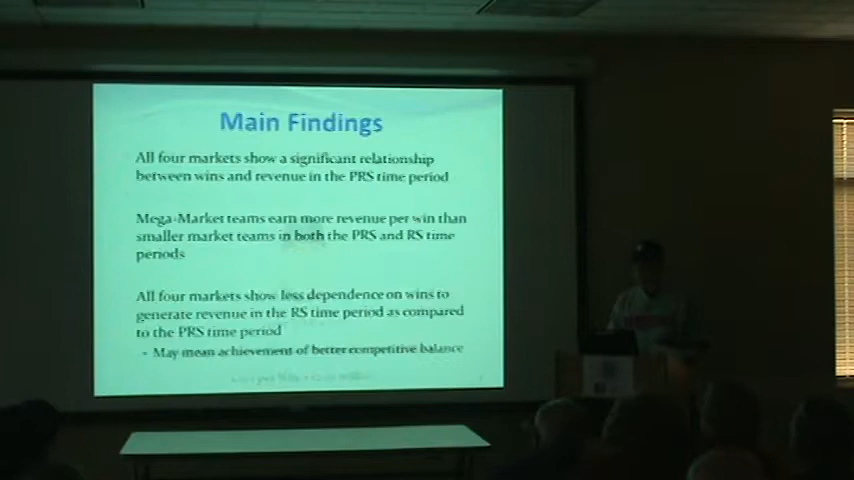 Main Findings
All four markets show a significant relationship
between wins and revenue in the PRS time period
Mega-Market teams earn more revenue per win than
smaller market teams in both the PRS and RS time
periods
All four markets show less dependence on wins to
generate revenue in the RS time period as compared
to the PRS time period
- May mean achievement of better competitive balance